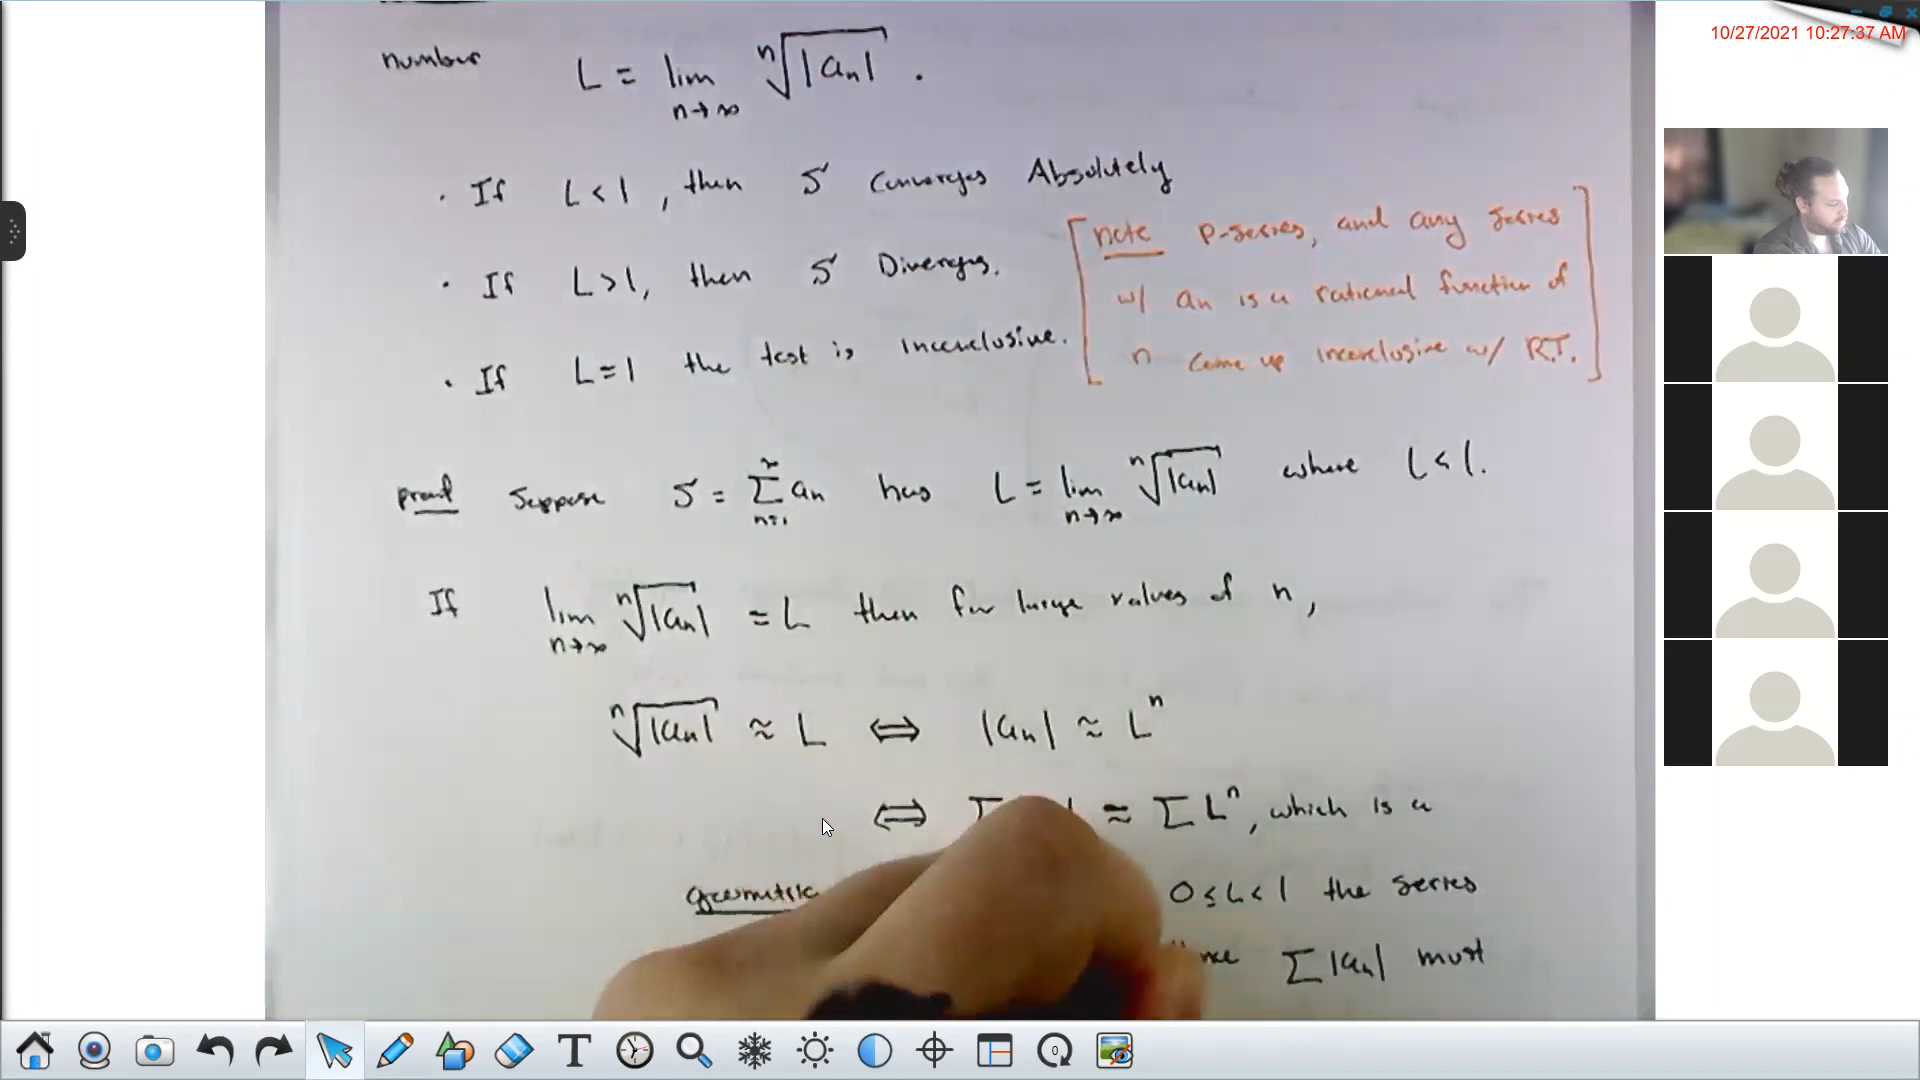 10/27/2021 10:27:37 AM
number L = lim n→∞ ⁿ√|aₙ| .
· If L < 1, then S Converges Absolutely
[note p-series, and any series
· If L > 1, then S Diverges.
w/ an is a rational function of
· If L = 1 the test is inconclusive.
n come up inconclusive w/ R.T.]
proof Suppose S = ∑ₙ₌₁^∞ aₙ has L = lim n→∞ ⁿ√|aₙ| where L < 1.
If lim n→∞ ⁿ√|aₙ| = L then for large values of n,
ⁿ√|aₙ| ≈ L ⇔ |aₙ| ≈ Lⁿ
⇔ ∑ ≈ ∑ Lⁿ, which is a
geometric 0 ≤ L < 1 the series
∑|aₙ| must
T
0